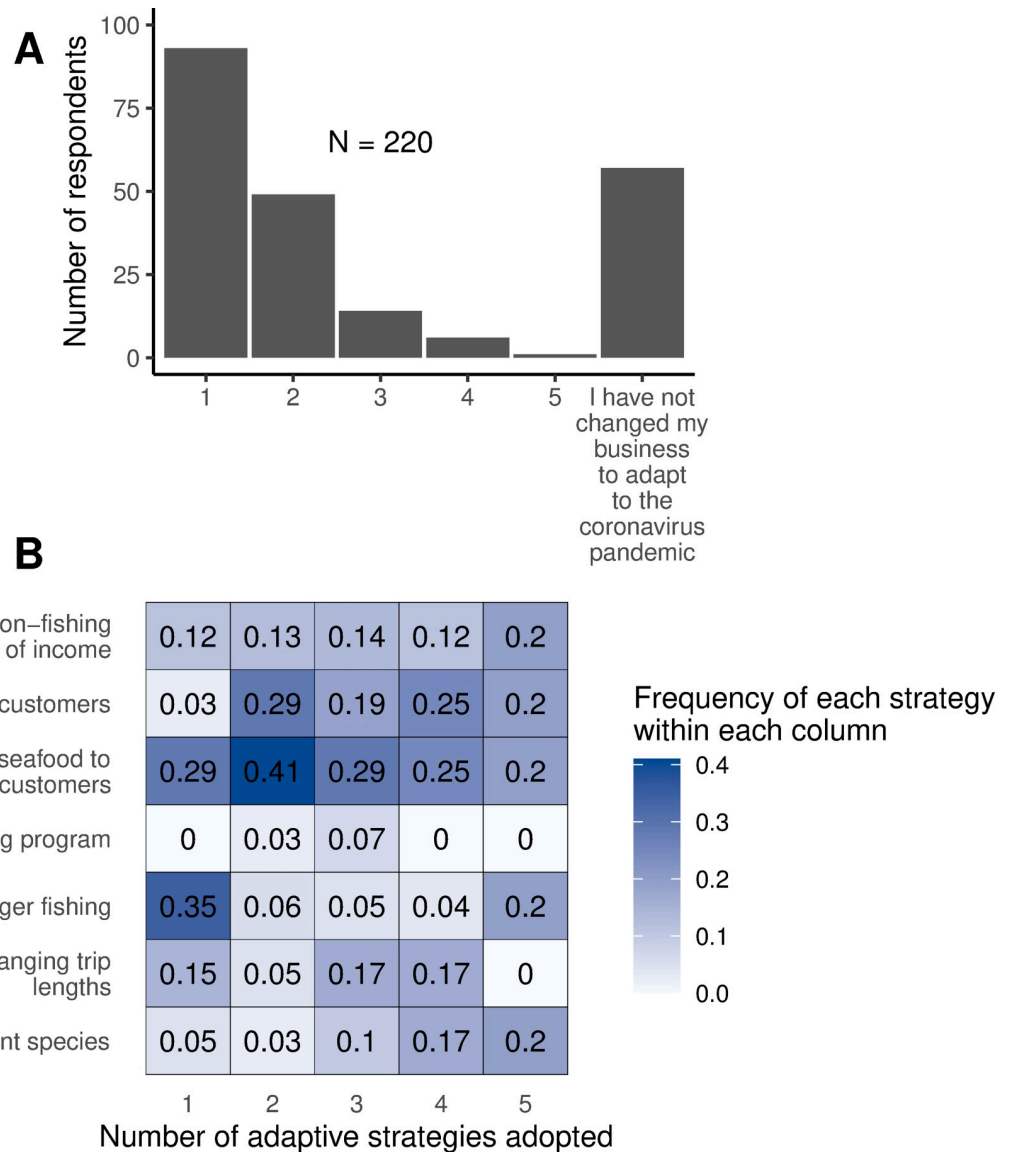 A
Number of respondents
100
75
50
25
0
N = 220
1 2 3 4 5 I have not
changed my
business
to adapt
to the
coronavirus
pandemic
B
on−fishing
of income
customers
seafood to
customers
g program
ger fishing
anging trip
lengths
nt species
0.12 0.13 0.14 0.12 0.2
0.03 0.29 0.19 0.25 0.2
0.29 0.41 0.29 0.25 0.2
0 0.03 0.07 0 0
0.35 0.06 0.05 0.04 0.2
0.15 0.05 0.17 0.17 0
0.05 0.03 0.1 0.17 0.2
1 2 3 4 5
Number of adaptive strategies adopted
Frequency of each strategy
within each column
0.4
0.3
0.2
0.1
0.0